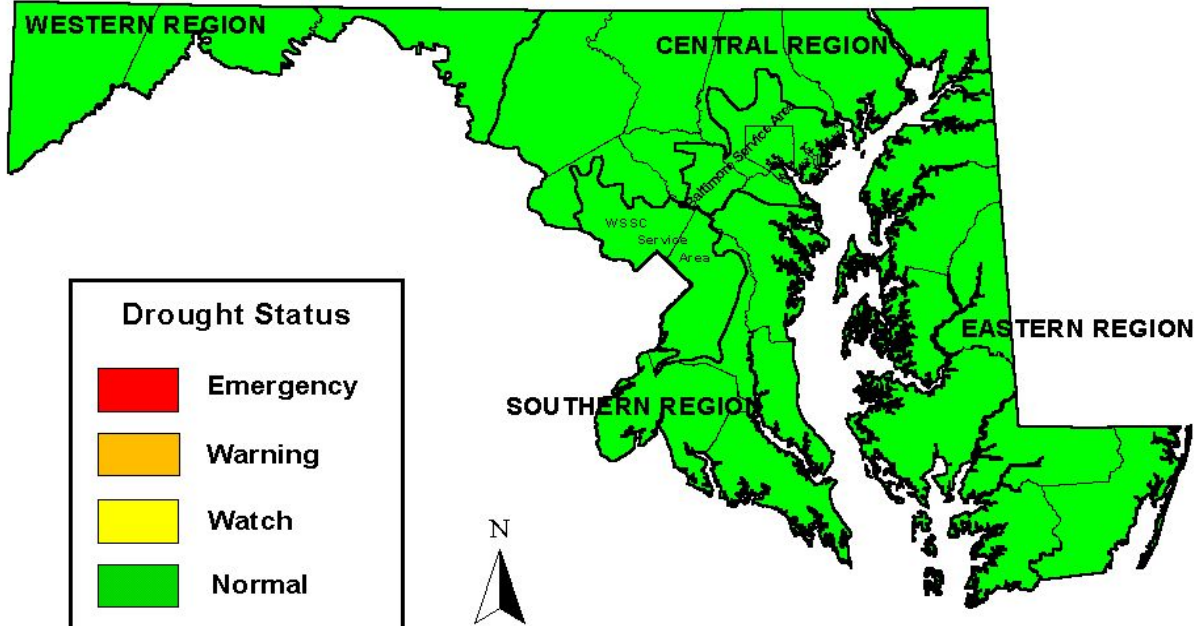 WESTERN REGION
CENTRAL REGION
Baltimore Service Area
WSSC
Service
Area
EASTERN REGION
SOUTHERN REGION
Drought Status
Emergency
Warning
Watch
Normal
N